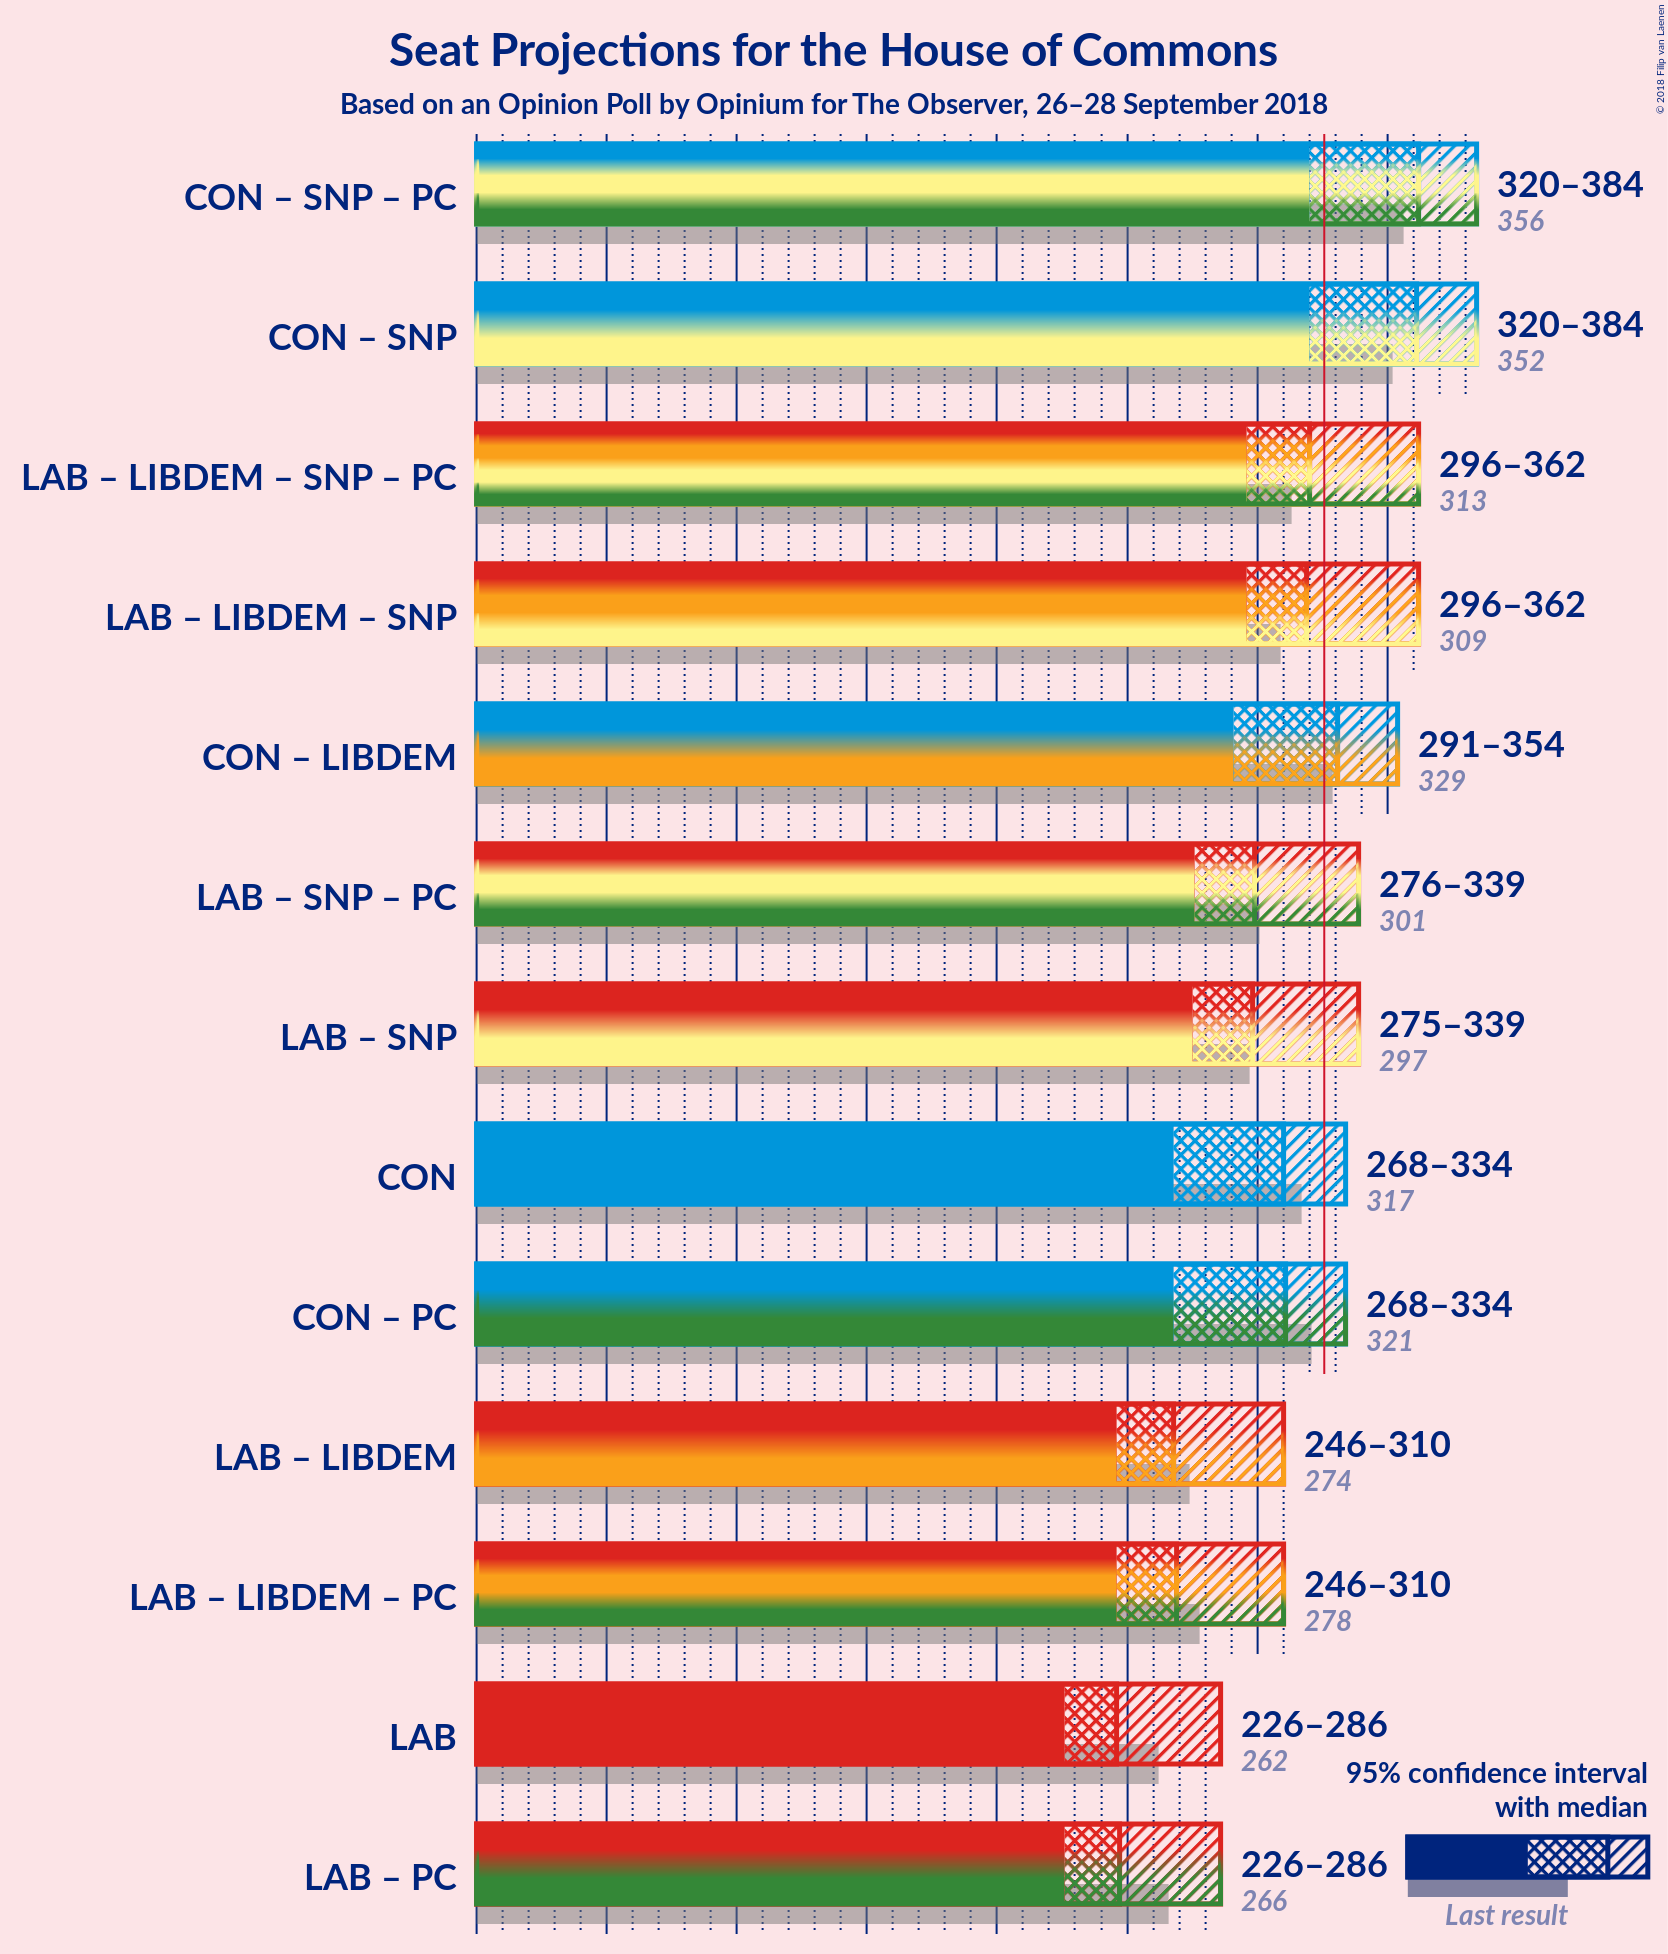 Seat Projections for the House of Commons
Based on an Opinion Poll by Opinium for The Observer, 26–28 September 2018
© 2018 Filip van Laenen
CON – SNP – PC
320–384
356
CON – SNP
320–384
352
LAB – LIBDEM – SNP – PC
296–362
313
LAB – LIBDEM – SNP
296–362
309
CON – LIBDEM
291–354
329
LAB – SNP – PC
276–339
301
LAB – SNP
275–339
297
CON
268–334
317
CON – PC
268–334
321
LAB – LIBDEM
246–310
274
LAB – LIBDEM – PC
246–310
278
LAB
226–286
262
LAB – PC
226–286
266
95% confidence interval
with median
Last result